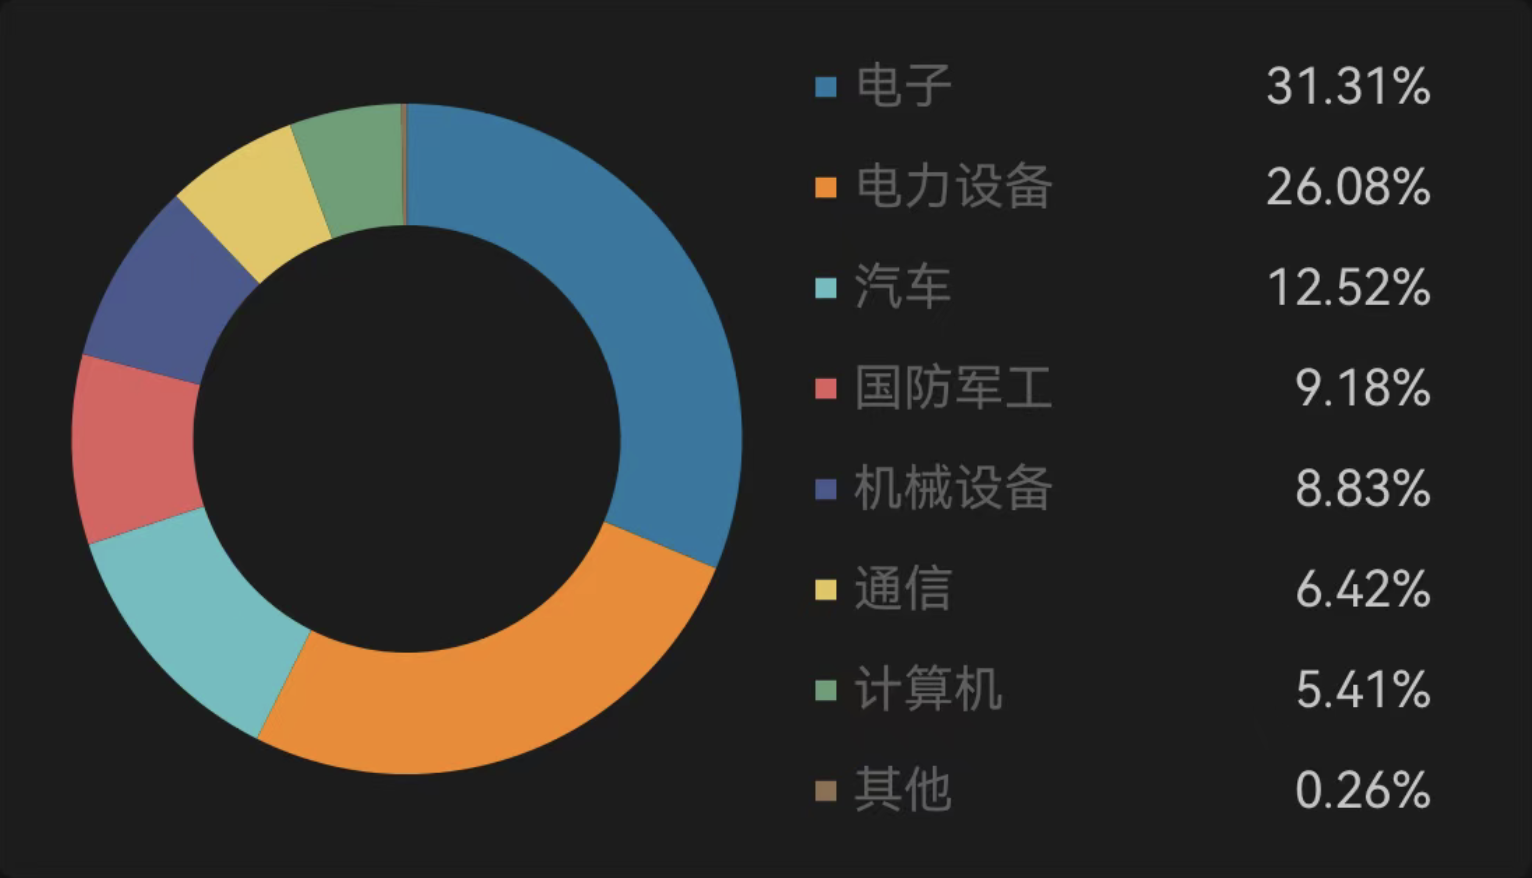 电子 31.31%
电力设备 26.08%
汽车 12.52%
国防军工 9.18%
机械设备 8.83%
通信 6.42%
计算机 5.41%
其他 0.26%